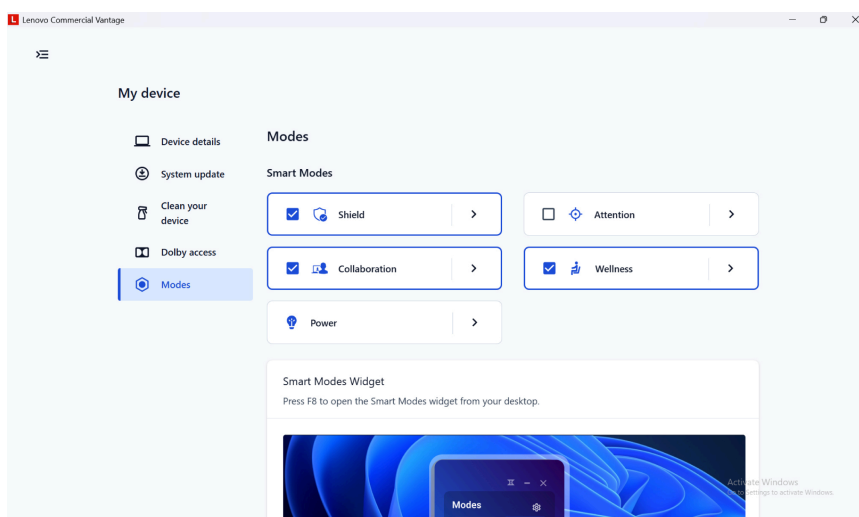 Lenovo Commercial Vantage
My device
Device details
System update
Clean your
device
Dolby access
Modes
Modes
Smart Modes
Shield
Attention
Collaboration
Wellness
Power
Smart Modes Widget
Press F8 to open the Smart Modes widget from your desktop.
Modes
Activate Windows
Go to Settings to activate Windows.